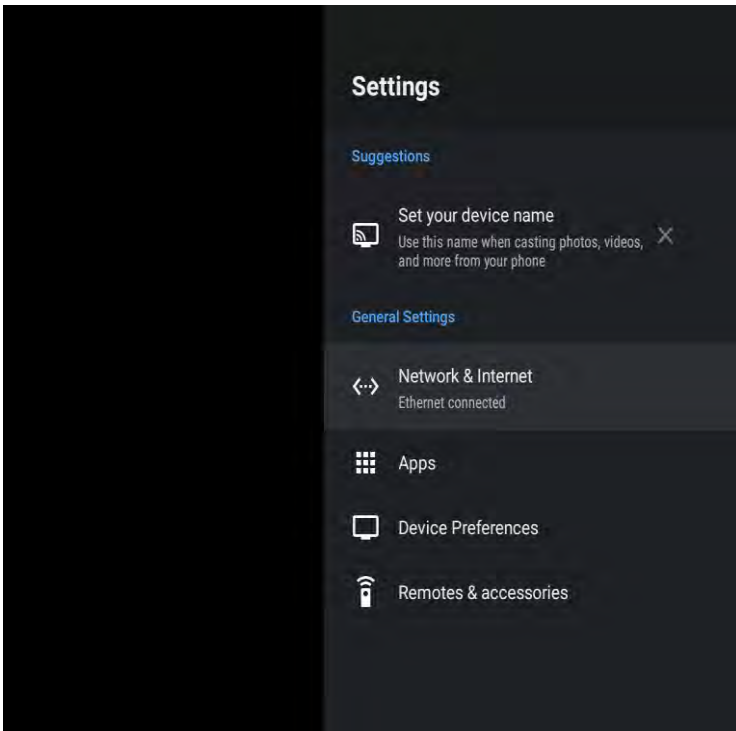 Settings
Suggestions
Set your device name
Use this name when casting photos, videos,
and more from your phone
General Settings
Network & Internet
Ethernet connected
Apps
Device Preferences
Remotes & accessories